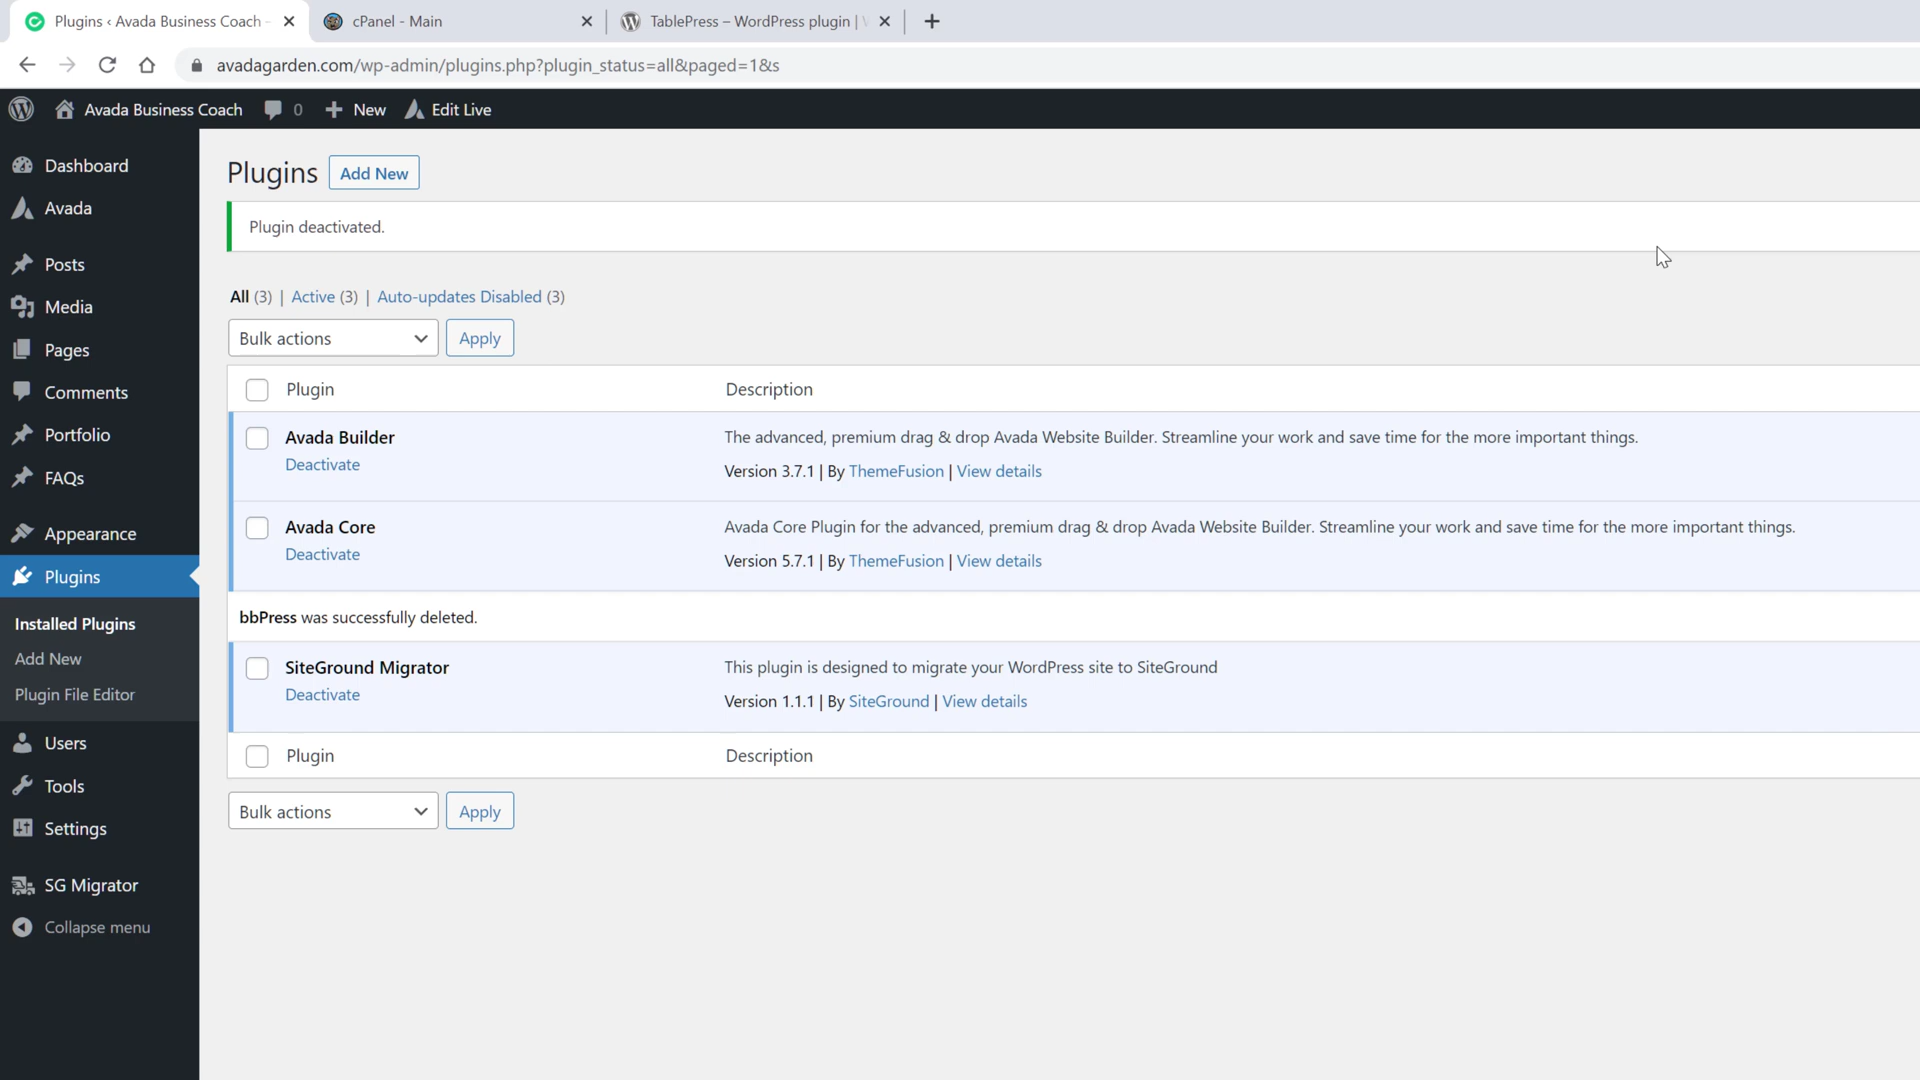 Plugins ‹ Avada Business Coach –
cPanel - Main
TablePress – WordPress plugin |
avadagarden.com/wp-admin/plugins.php?plugin_status=all&paged=1&s
Avada Business Coach
0
New
Edit Live
Dashboard
Avada
Posts
Media
Pages
Comments
Portfolio
FAQs
Appearance
Plugins
Installed Plugins
Add New
Plugin File Editor
Users
Tools
Settings
SG Migrator
Collapse menu
Plugins
Add New
Plugin deactivated.
All (3) | Active (3) | Auto-updates Disabled (3)
Bulk actions
Apply
Plugin
Description
Avada Builder
Deactivate
The advanced, premium drag & drop Avada Website Builder. Streamline your work and save time for the more important things.
Version 3.7.1 | By ThemeFusion | View details
Avada Core
Deactivate
Avada Core Plugin for the advanced, premium drag & drop Avada Website Builder. Streamline your work and save time for the more important things.
Version 5.7.1 | By ThemeFusion | View details
bbPress was successfully deleted.
SiteGround Migrator
Deactivate
This plugin is designed to migrate your WordPress site to SiteGround
Version 1.1.1 | By SiteGround | View details
Plugin
Description
Bulk actions
Apply